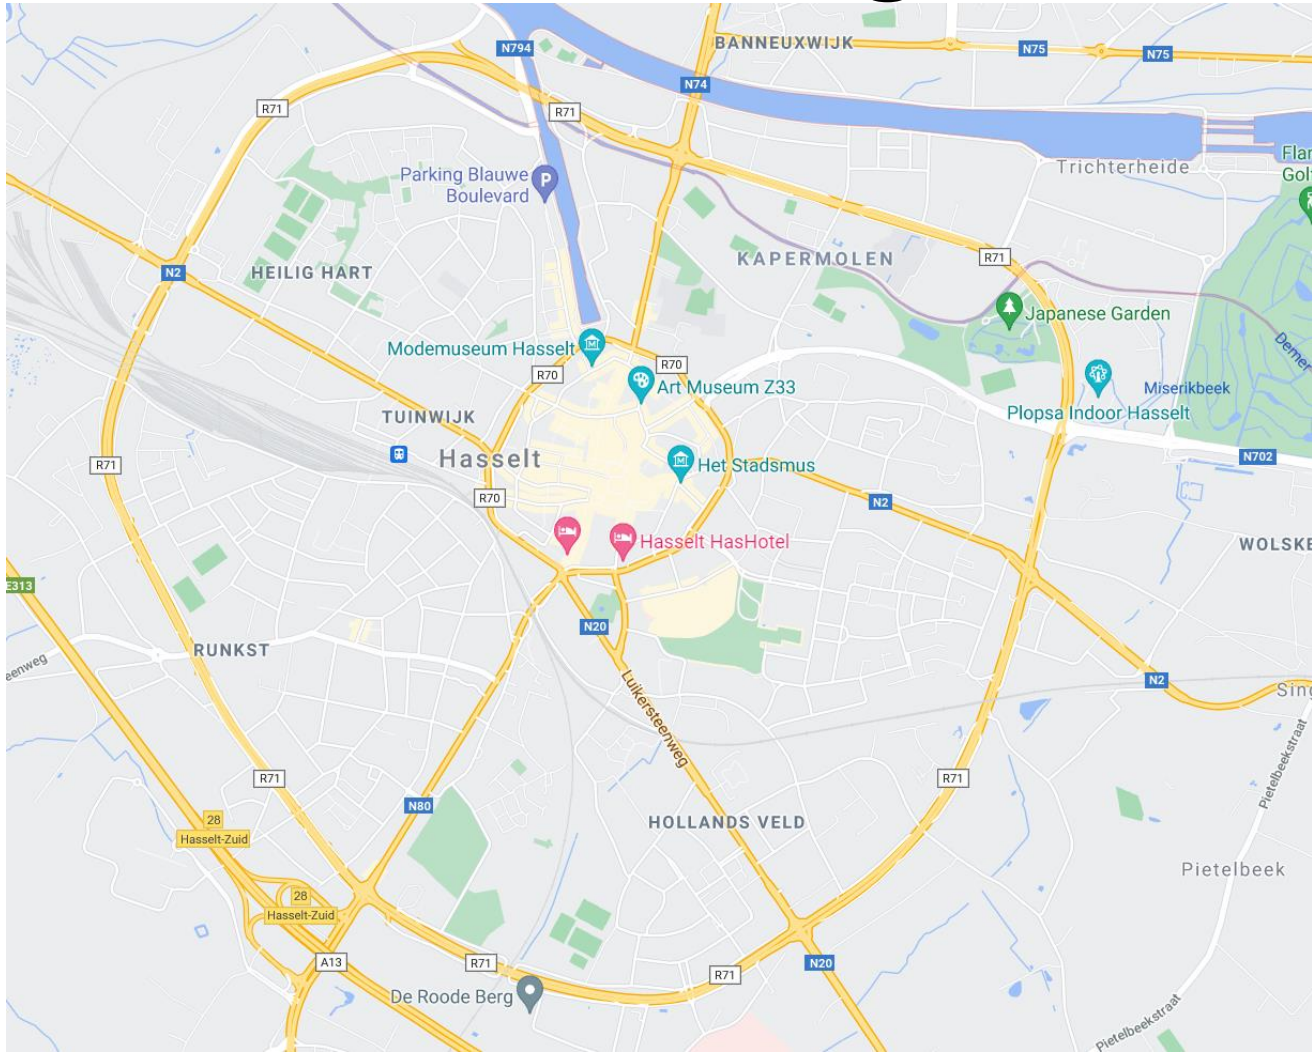 N794
BANNEUXWIJK
N75
N75
N74
R71
R71
Trichterheide
Parking Blauwe
Boulevard
P
N2
HEILIG HART
KAPERMOLEN
R71
Japanese Garden
Modemuseum Hasselt
R70
R70
Art Museum Z33
Demer
Miserikbeek
Plopsa Indoor Hasselt
TUINWIJK
Hasselt
R71
Het Stadsmus
N702
R70
N2
Hasselt HasHotel
WOLSKE
E313
N20
RUNKST
eenweg
Luikersteenweg
N2
Sing
Pietelbeekstraat
R71
R71
N80
28
Hasselt-Zuid
HOLLANDS VELD
Pietelbeek
28
Hasselt-Zuid
A13
R71
R71
N20
De Roode Berg
Pietelbeekstraat